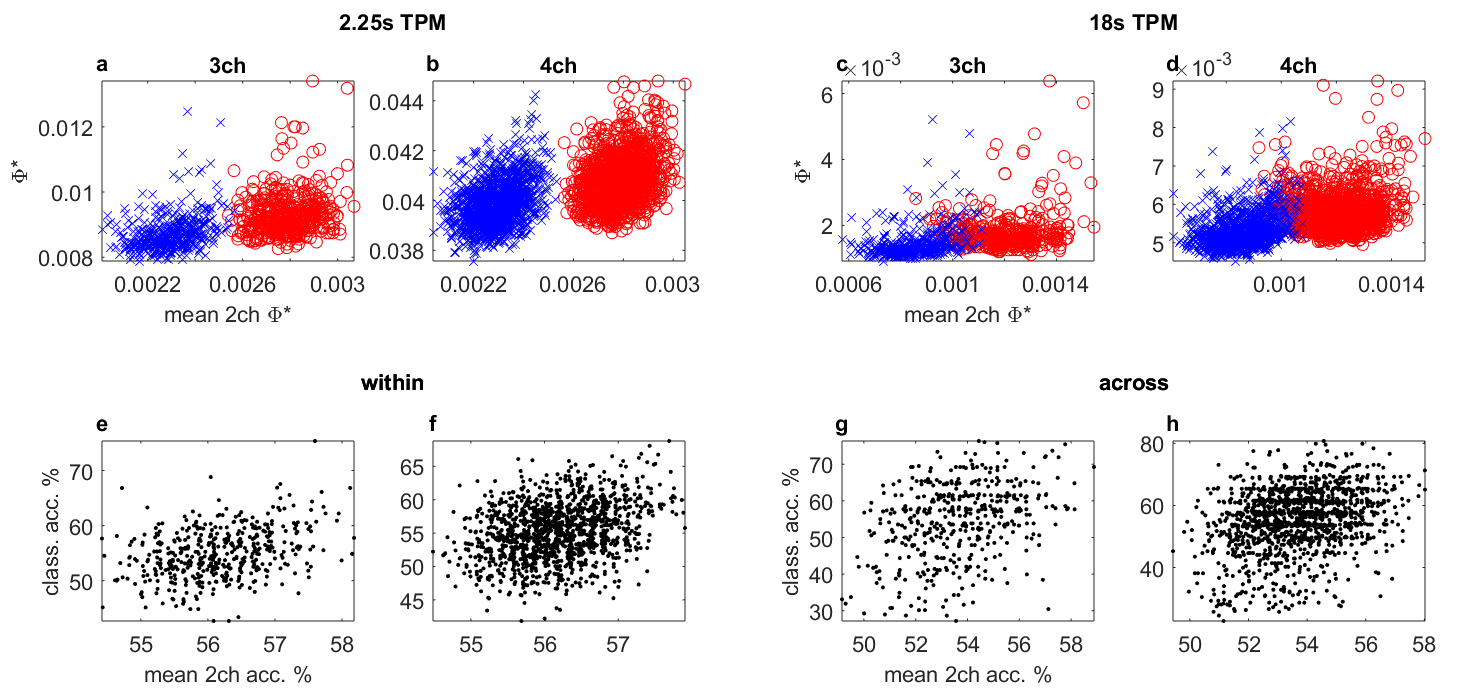 2.25s TPM
18s TPM
a 3ch
b 4ch
c ×10⁻³ 3ch
d ×10⁻³ 4ch
Φ*
0.012
0.01
0.008
0.0022 0.0026 0.003
mean 2ch Φ*
0.044
0.042
0.04
0.038
0.0022 0.0026 0.003
Φ*
6
4
2
0.0006 0.001 0.0014
mean 2ch Φ*
9
8
7
6
5
0.001 0.0014
within
across
e
f
g
h
class. acc. %
70
60
50
55 56 57 58
mean 2ch acc. %
65
60
55
50
45
55 56 57
class. acc. %
70
60
50
40
30
50 52 54 56 58
mean 2ch acc. %
80
60
40
50 52 54 56 58